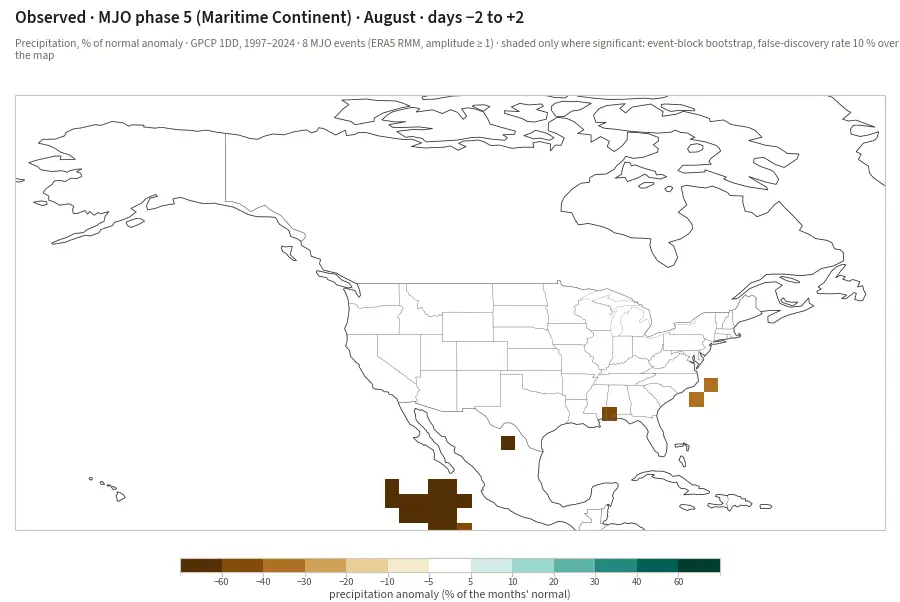 Observed · MJO phase 5 (Maritime Continent) · August · days −2 to +2
Precipitation, % of normal anomaly · GPCP 1DD, 1997–2024 · 8 MJO events (ERA5 RMM, amplitude ≥ 1) · shaded only where significant: event-block bootstrap, false-discovery rate 10 % over
the map
−60 −40 −30 −20 −10 −5 5 10 20 30 40 60
precipitation anomaly (% of the months' normal)